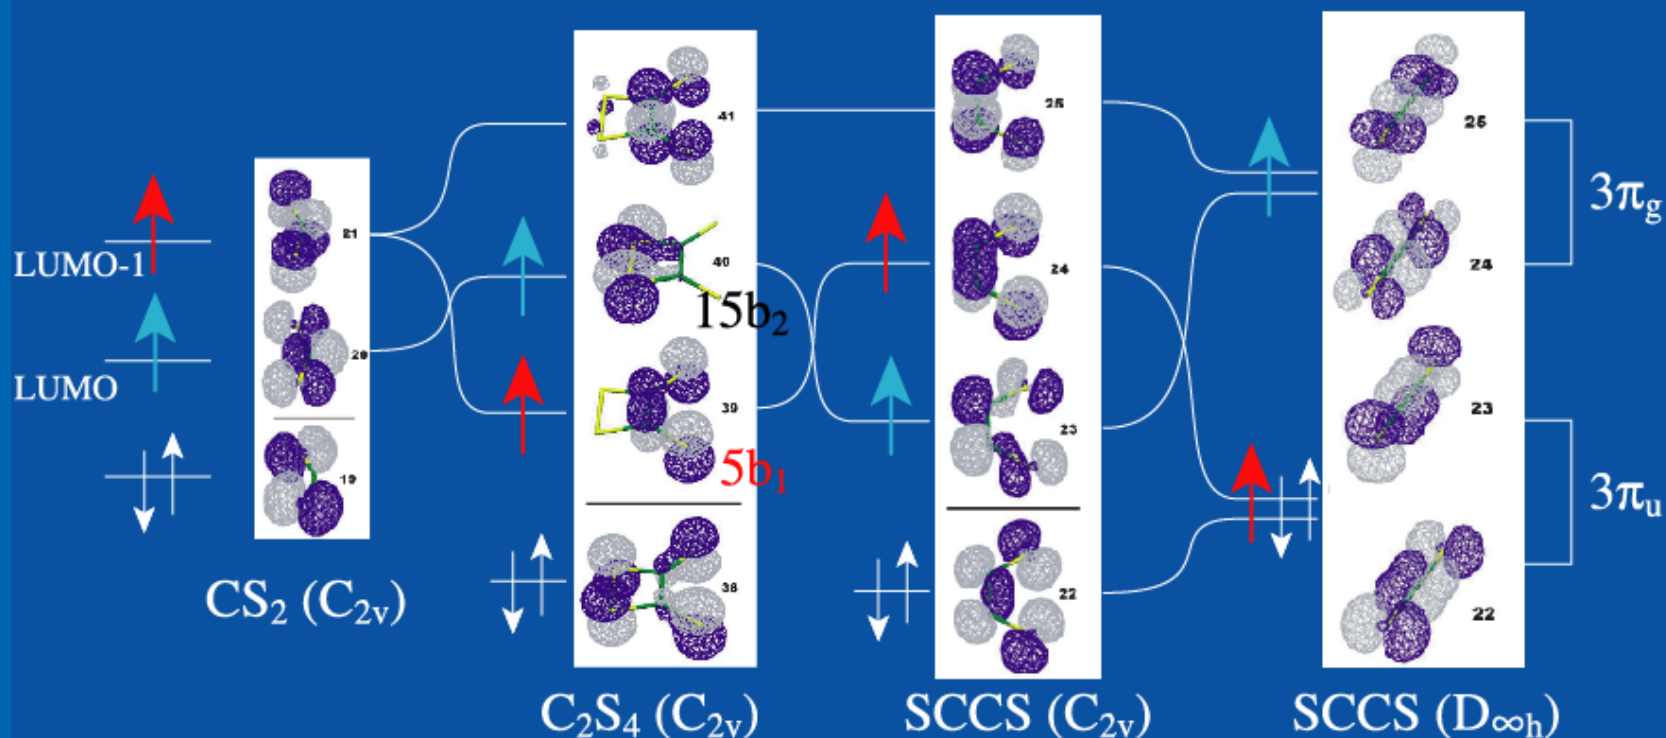 LUMO-1
LUMO
21
20
19
CS₂ (C₂ᵥ)
41
40
15b₂
39
5b₁
38
C₂S₄ (C₂ᵥ)
25
24
23
22
SCCS (C₂ᵥ)
25
24
23
22
SCCS (D∞ₕ)
3π_g
3πᵤ